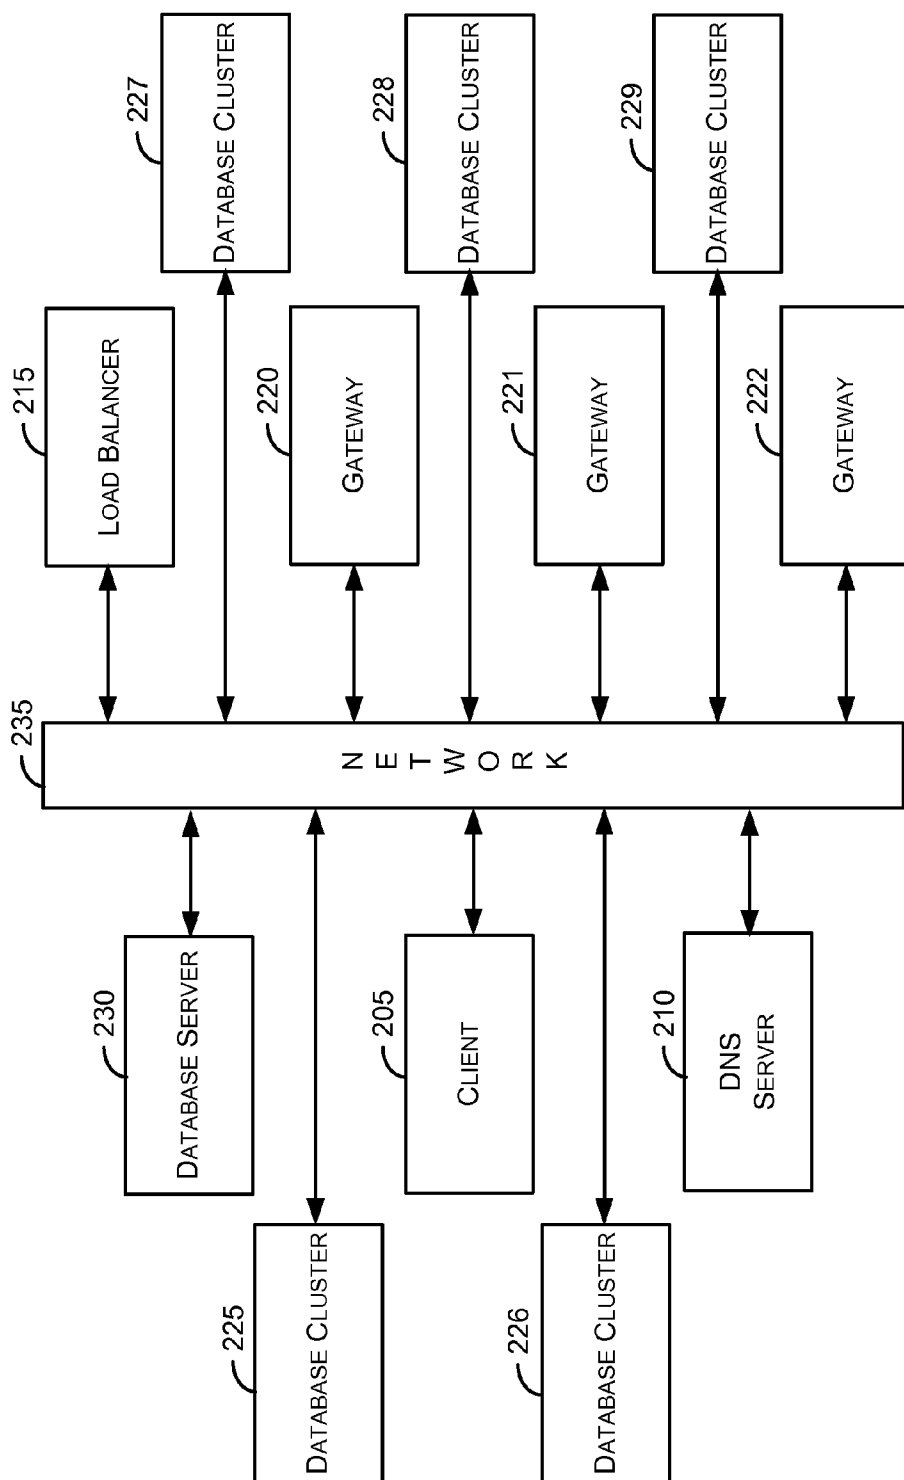 225
Database Cluster
226
Database Cluster
230
Database Server
205
Client
210
DNS
Server
235
N E T W O R K
215
Load Balancer
220
Gateway
221
Gateway
222
Gateway
227
Database Cluster
228
Database Cluster
229
Database Cluster